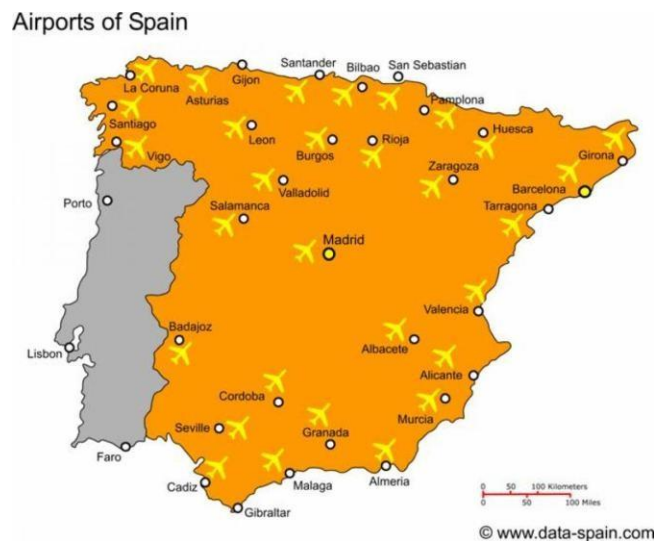 Airports of Spain
Santander
Bilbao
San Sebastian
Gijon
La Coruna
Asturias
Pamplona
Santiago
Leon
Burgos
Rioja
Huesca
Vigo
Girona
Zaragoza
Valladolid
Barcelona
Porto
Salamanca
Tarragona
Madrid
Valencia
Badajoz
Lisbon
Albacete
Alicante
Cordoba
Murcia
Seville
Granada
Faro
Cadiz
Malaga
Almeria
Gibraltar
0 50 100 Kilometers
0 50 100 Miles
© www.data-spain.com